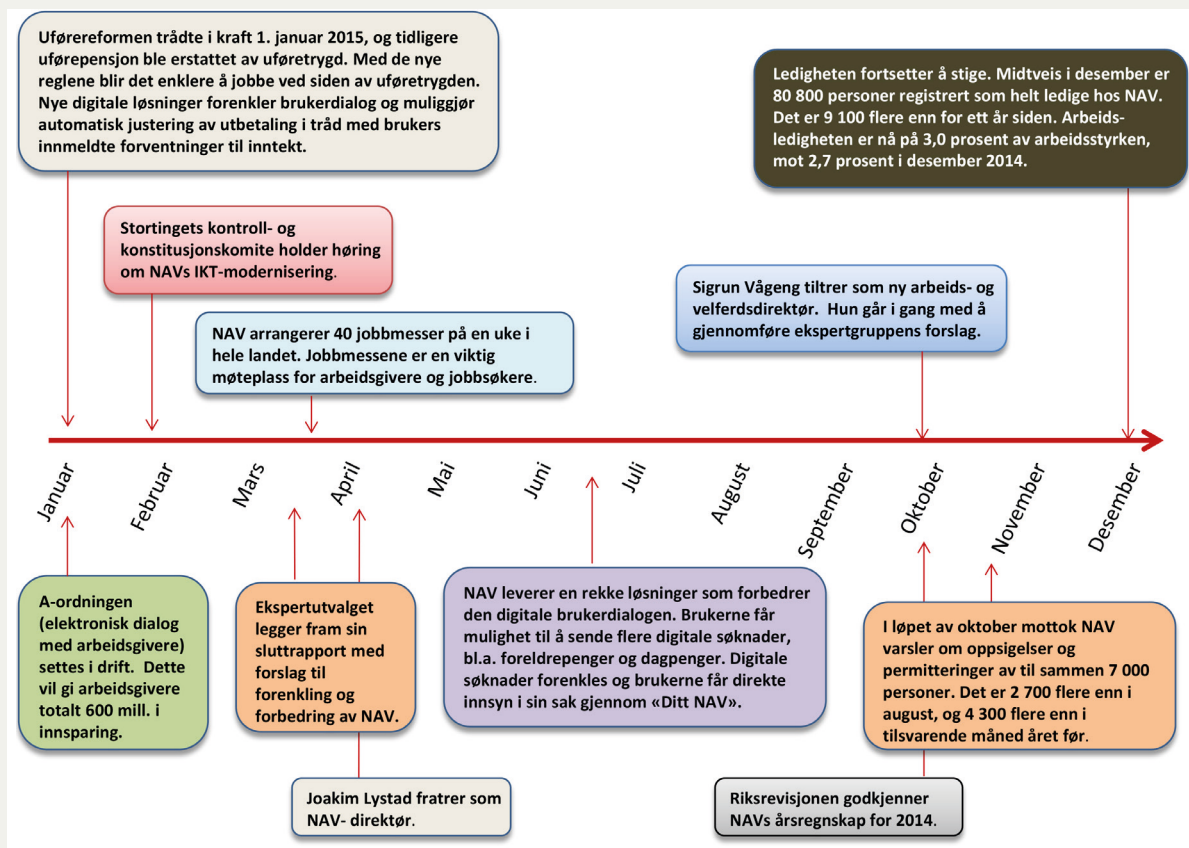 Uførereformen trådte i kraft 1. januar 2015, og tidligere
uførepensjon ble erstattet av uføretrygd. Med de nye
reglene blir det enklere å jobbe ved siden av uføretrygden.
Nye digitale løsninger forenkler brukerdialog og muliggjør
automatisk justering av utbetaling i tråd med brukers
innmeldte forventninger til inntekt.
Ledigheten fortsetter å stige. Midtveis i desember er
80 800 personer registrert som helt ledige hos NAV.
Det er 9 100 flere enn for ett år siden. Arbeids-
ledigheten er nå på 3,0 prosent av arbeidsstyrken,
mot 2,7 prosent i desember 2014.
Stortingets kontroll- og
konstitusjonskomite holder høring
om NAVs IKT-modernisering.
Sigrun Vågeng tiltrer som ny arbeids- og
velferdsdirektør.  Hun går i gang med å
gjennomføre ekspertgruppens forslag.
NAV arrangerer 40 jobbmesser på en uke i
hele landet. Jobbmessene er en viktig
møteplass for arbeidsgivere og jobbsøkere.
Januar
Februar
Mars
April
Mai
Juni
Juli
August
September
Oktober
November
Desember
A-ordningen
(elektronisk dialog
med arbeidsgivere)
settes i drift.  Dette
vil gi arbeidsgivere
totalt 600 mill. i
innsparing.
Ekspertutvalget
legger fram sin
sluttrapport med
forslag til
forenkling og
forbedring av NAV.
NAV leverer en rekke løsninger som forbedrer
den digitale brukerdialogen. Brukerne får
mulighet til å sende flere digitale søknader,
bl.a. foreldrepenger og dagpenger. Digitale
søknader forenkles og brukerne får direkte
innsyn i sin sak gjennom «Ditt NAV».
I løpet av oktober mottok NAV
varsler om oppsigelser og
permitteringer av til sammen 7 000
personer. Det er 2 700 flere enn i
august, og 4 300 flere enn i
tilsvarende måned året før.
Joakim Lystad fratrer som
NAV- direktør.
Riksrevisjonen godkjenner
NAVs årsregnskap for 2014.